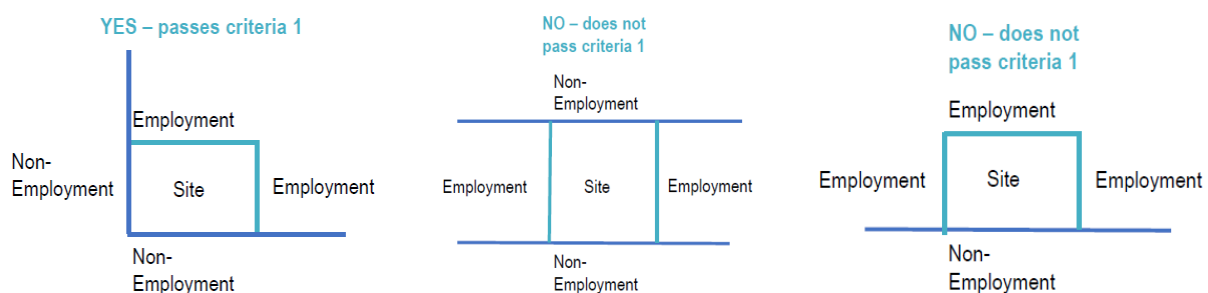 YES – passes criteria 1
Employment
Non-
Employment
Site
Employment
Non-
Employment
NO – does not
pass criteria 1
Non-
Employment
Employment
Site
Employment
Non-
Employment
NO – does not
pass criteria 1
Employment
Employment
Site
Employment
Non-
Employment